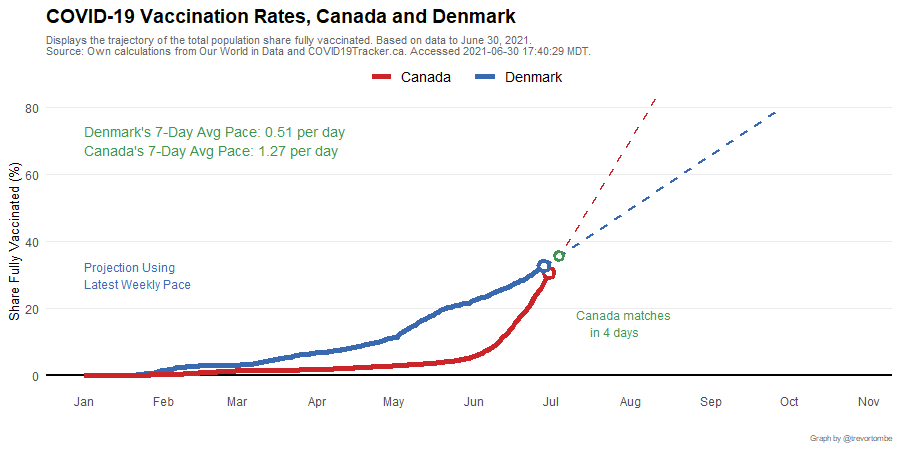 COVID-19 Vaccination Rates, Canada and Denmark
Displays the trajectory of the total population share fully vaccinated. Based on data to June 30, 2021.
Source: Own calculations from Our World in Data and COVID19Tracker.ca. Accessed 2021-06-30 17:40:29 MDT.
Canada Denmark
Denmark's 7-Day Avg Pace: 0.51 per day
Canada's 7-Day Avg Pace: 1.27 per day
Share Fully Vaccinated (%)
80
60
40
20
0
Projection Using
Latest Weekly Pace
Canada matches
in 4 days
Jan Feb Mar Apr May Jun Jul Aug Sep Oct Nov
Graph by @trevortombe